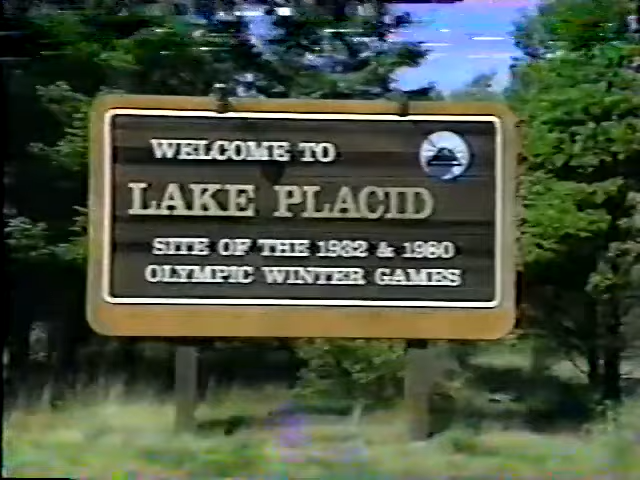 WELCOME TO
LAKE PLACID
SITE OF THE 1932 & 1980
OLYMPIC WINTER GAMES